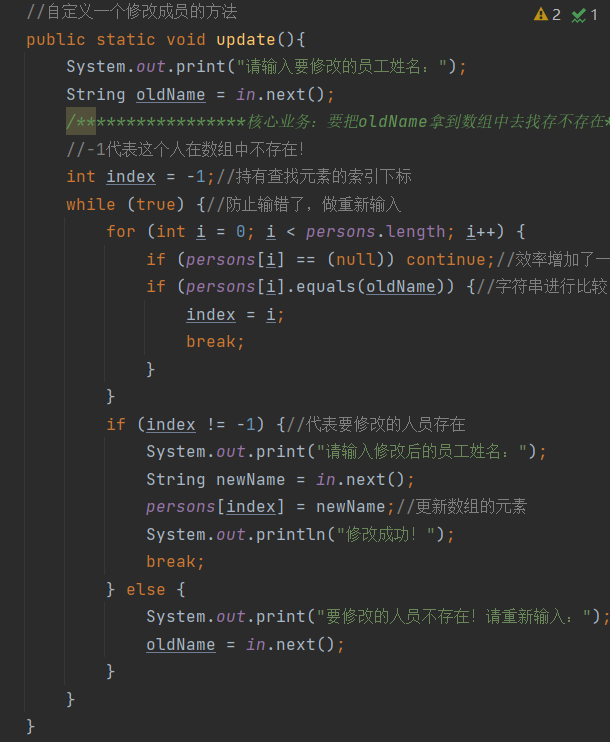 //自定义一个修改成员的方法
2 1
public static void update(){
System.out.print("请输入要修改的员工姓名：");
String oldName = in.next();
/*****************核心业务：要把oldName拿到数组中去找存不存在*
//-1代表这个人在数组中不存在！
int index = -1;//持有查找元素的索引下标
while (true) {//防止输错了，做重新输入
for (int i = 0; i < persons.length; i++) {
if (persons[i] == (null)) continue;//效率增加了一
if (persons[i].equals(oldName)) {//字符串进行比较
index = i;
break;
}
}
if (index != -1) {//代表要修改的人员存在
System.out.print("请输入修改后的员工姓名：");
String newName = in.next();
persons[index] = newName;//更新数组的元素
System.out.println("修改成功！");
break;
} else {
System.out.print("要修改的人员不存在！请重新输入：");
oldName = in.next();
}
}
}